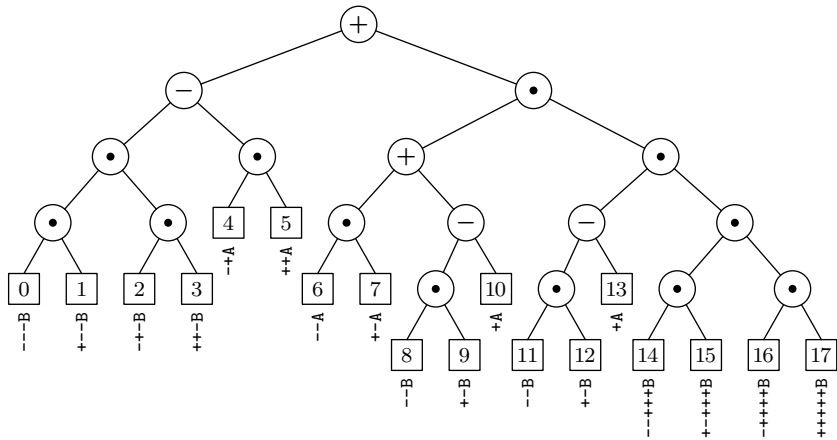 +
− •
• • + •
• • 4 5 • − − •
-+A
++A
0 1 2 3 6 7 • 10 • 13 • •
---B
+--B
-+-B
++-B
--A
+-A
+A
+A
8 9 11 12 14 15 16 17
--B
+-B
--B
+-B
--+++B
+-+++B
-++++B
+++++B